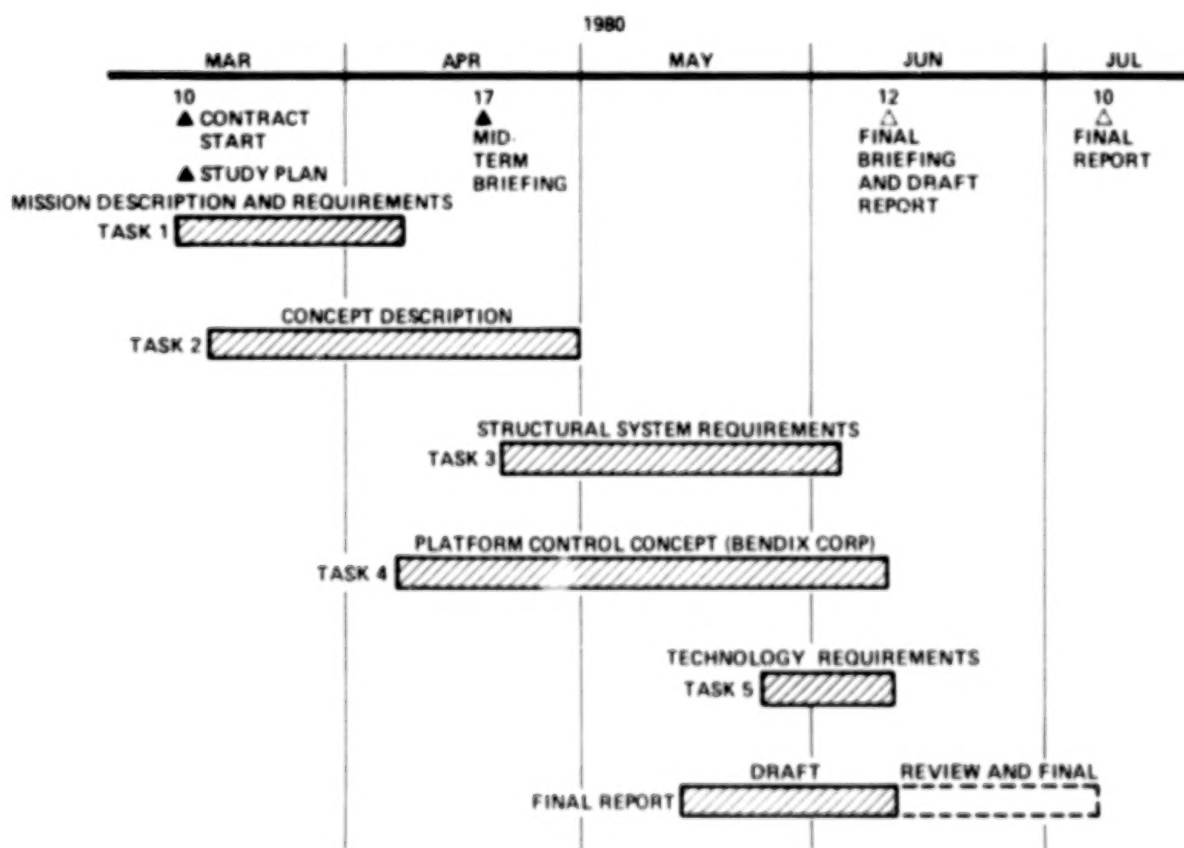 1980
MAR APR MAY JUN JUL
10 17 12 10
▲ CONTRACT
START
▲ STUDY PLAN
MID-
TERM
BRIEFING
FINAL
BRIEFING
AND DRAFT
REPORT
FINAL
REPORT
MISSION DESCRIPTION AND REQUIREMENTS
TASK 1
CONCEPT DESCRIPTION
TASK 2
STRUCTURAL SYSTEM REQUIREMENTS
TASK 3
PLATFORM CONTROL CONCEPT (BENDIX CORP)
TASK 4
TECHNOLOGY REQUIREMENTS
TASK 5
DRAFT REVIEW AND FINAL
FINAL REPORT